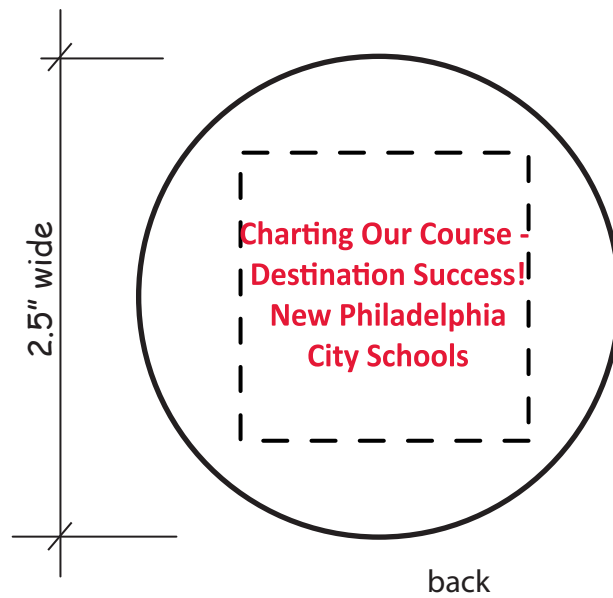 2.5" wide
Charting Our Course -
Destination Success!
New Philadelphia
City Schools
back